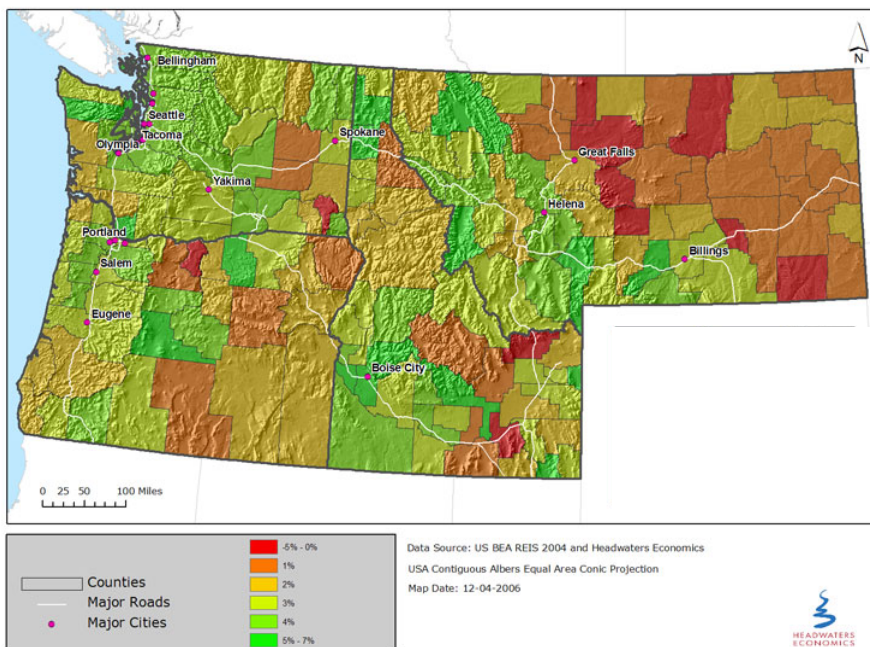 Bellingham
N
Seattle
Tacoma
Spokane
Olympia
Great Falls
Yakima
Helena
Portland
Salem
Billings
Eugene
Boise City
0 25 50 100 Miles
Counties
Major Roads
Major Cities
-5% - 0%
1%
2%
3%
4%
5% - 7%
Data Source: US BEA REIS 2004 and Headwaters Economics
USA Contiguous Albers Equal Area Conic Projection
Map Date: 12-04-2006
HEADWATERS
ECONOMICS